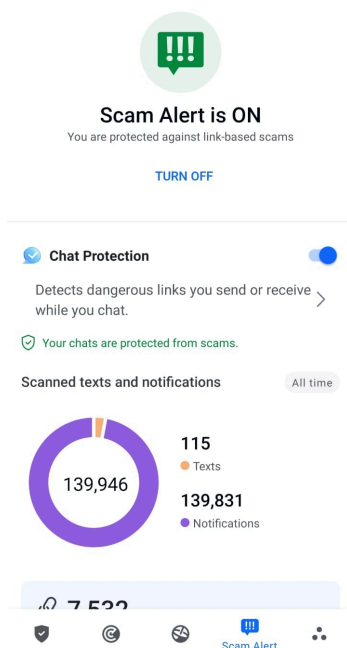 Scam Alert is ON
You are protected against link-based scams
TURN OFF
Chat Protection
Detects dangerous links you send or receive
while you chat.
Your chats are protected from scams.
Scanned texts and notifications
All time
139,946
115
Texts
139,831
Notifications
7,532
Scam Alert